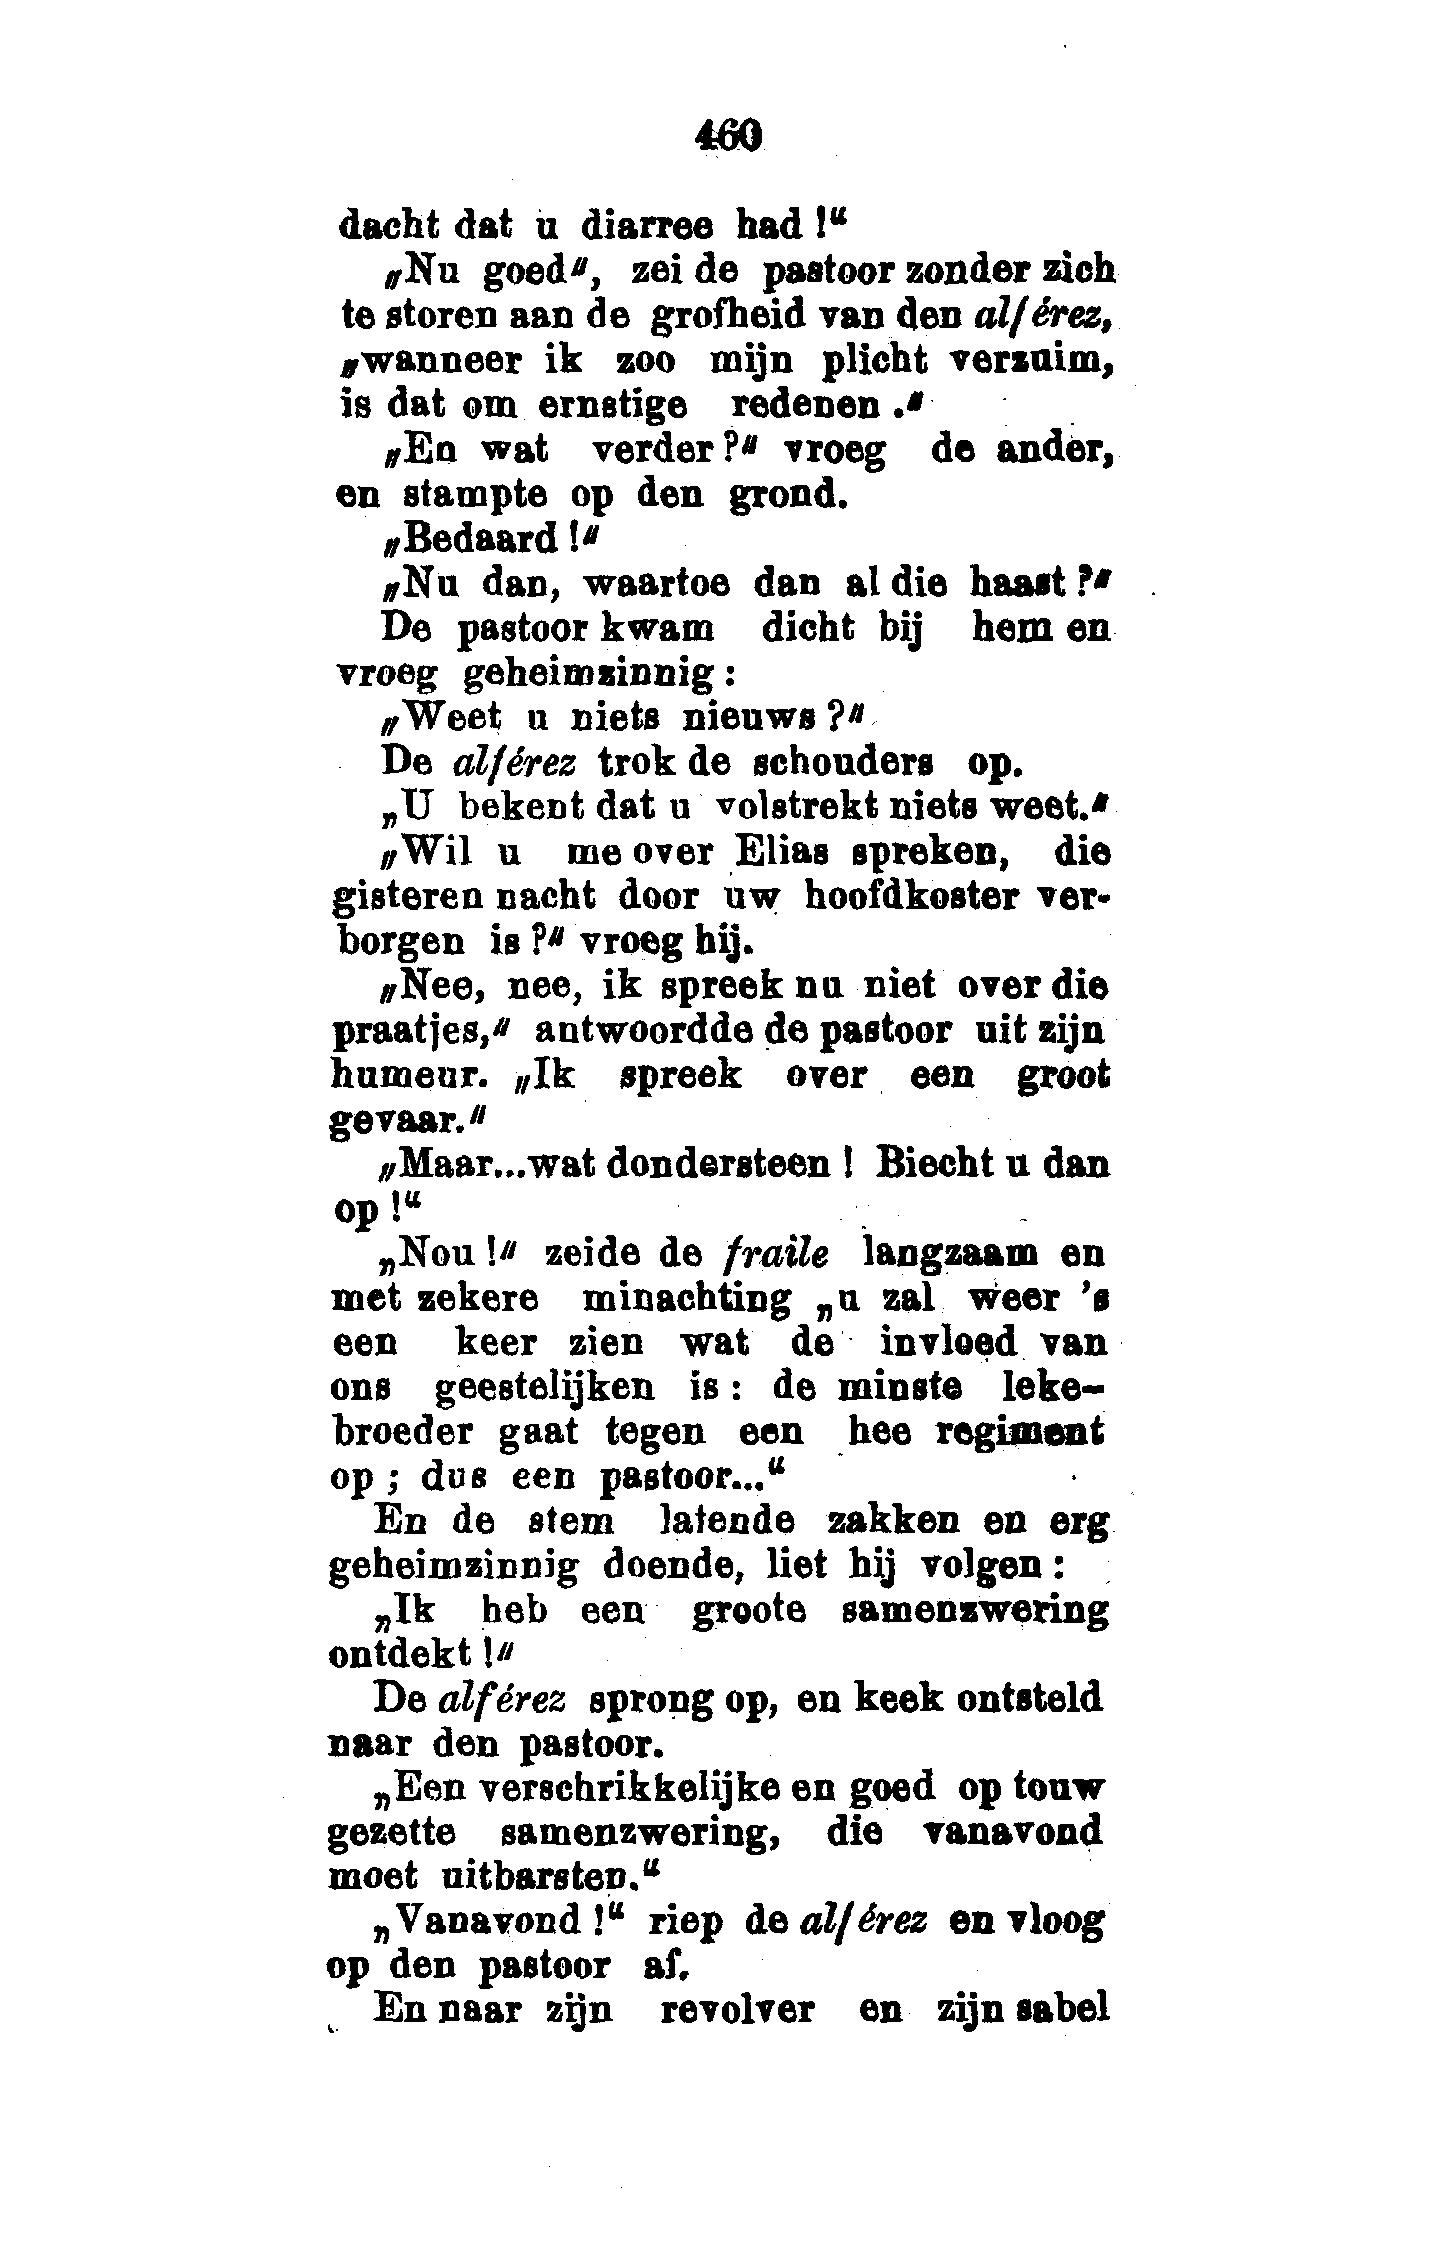 460
dacht dat u diarree had !“
„Nu goed“, zei de pastoor zonder zich
te storen aan de grofheid van den alférez,
„wanneer ik zoo mijn plicht verzuim,
is dat om ernstige redenen .“
„En wat verder ?“ vroeg de ander,
en stampte op den grond.
„Bedaard !“
„Nu dan, waartoe dan al die haast ?“
De pastoor kwam dicht bij hem en
vroeg geheimzinnig :
„Weet u niets nieuws ?“
De alférez trok de schouders op.
„U bekent dat u volstrekt niets weet.“
„Wil u me over Elias spreken, die
gisteren nacht door uw hoofdkoster ver-
borgen is ?“ vroeg hij.
„Nee, nee, ik spreek nu niet over die
praatjes,“ antwoordde de pastoor uit zijn
humeur. „Ik spreek over een groot
gevaar.“
„Maar...wat dondersteen ! Biecht u dan
op !“
„Nou !“ zeide de fraile langzaam en
met zekere minachting „u zal weer ’s
een keer zien wat de invloed van
ons geestelijken is : de minste leke-
broeder gaat tegen een hee regiment
op ; dus een pastoor...“
En de stem latende zakken en erg
geheimzinnig doende, liet hij volgen :
„Ik heb een groote samenzwering
ontdekt !“
De alférez sprong op, en keek ontsteld
naar den pastoor.
„Een verschrikkelijke en goed op touw
gezette samenzwering, die vanavond
moet uitbarsten.“
„Vanavond !“ riep de alférez en vloog
op den pastoor af.
En naar zijn revolver en zijn sabel